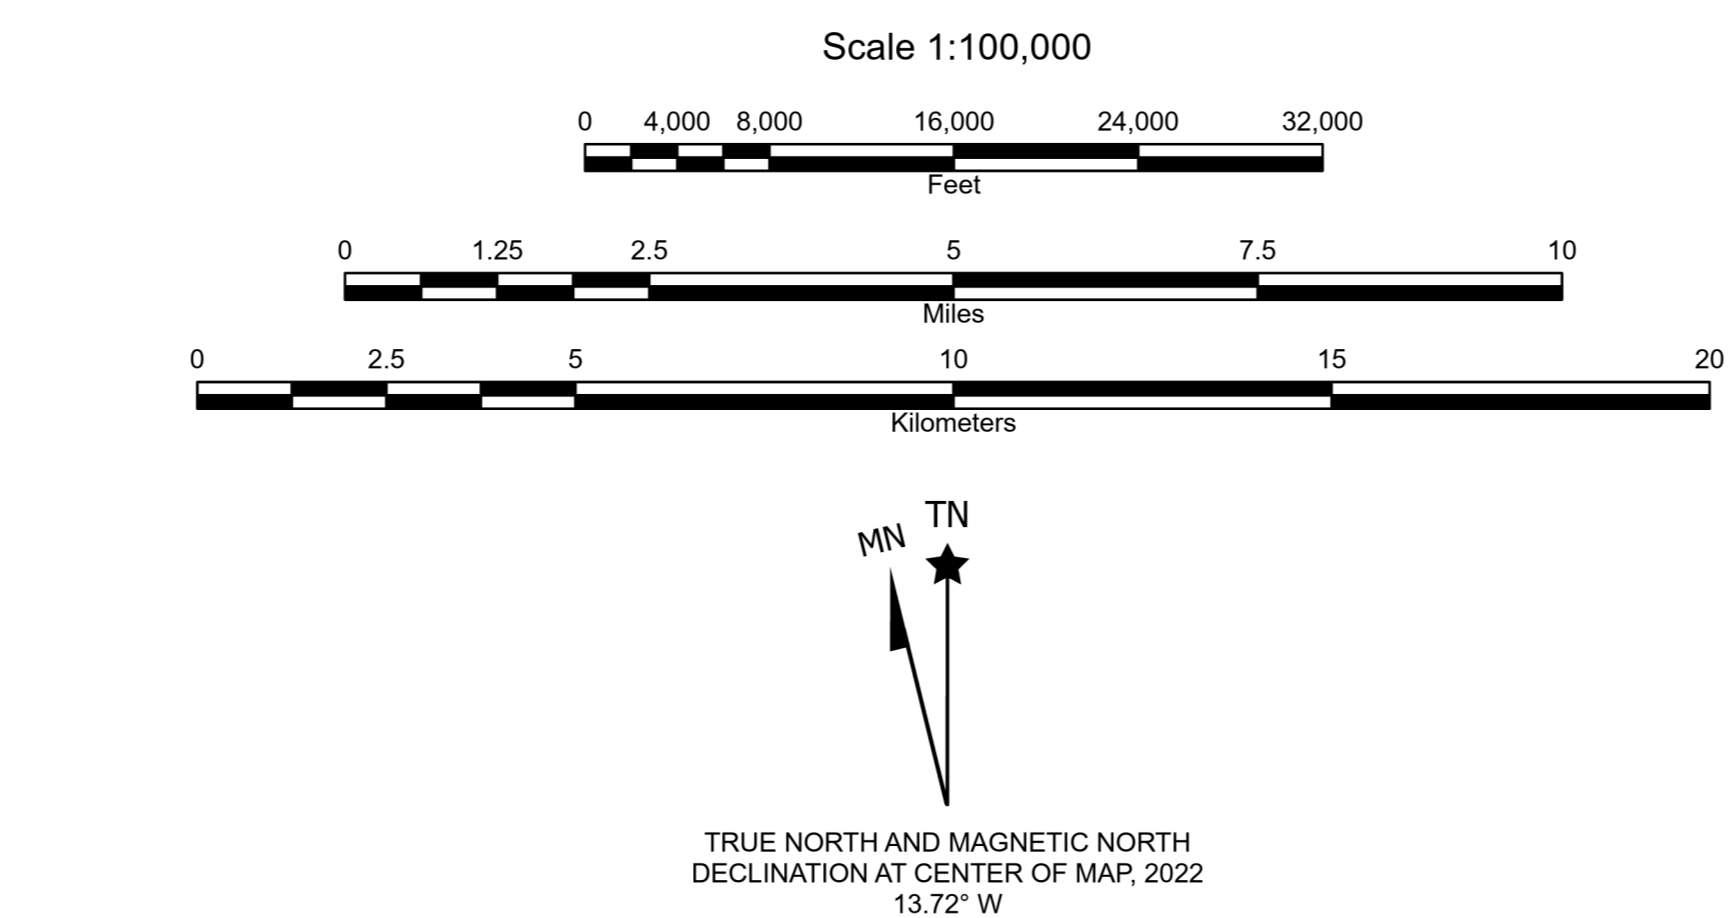 Scale 1:100,000
0 4,000 8,000 16,000 24,000 32,000
Feet
0 1.25 2.5 5 7.5 10
Miles
0 2.5 5 10 15 20
Kilometers
MN TN
TRUE NORTH AND MAGNETIC NORTH
DECLINATION AT CENTER OF MAP, 2022
13.72° W